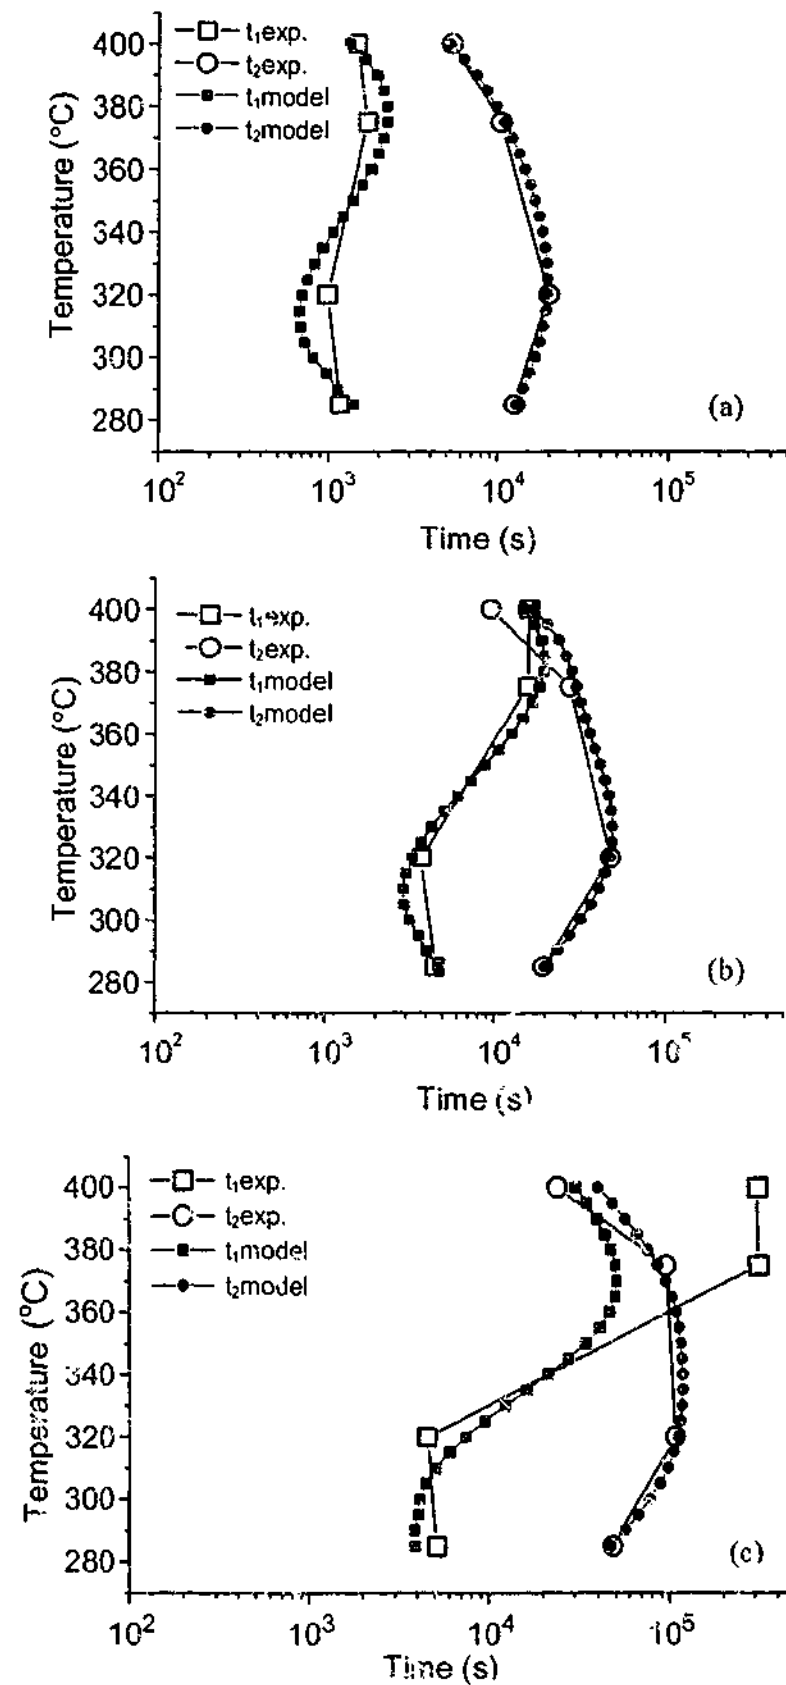 t₁exp.
t₂exp.
t₁model
t₂model
400
380
360
340
320
300
280
Temperature (°C)
(a)
10² 10³ 10⁴ 10⁵
Time (s)
t₁exp.
t₂exp.
t₁model
t₂model
400
380
360
340
320
300
280
Temperature (°C)
(b)
10² 10³ 10⁴ 10⁵
Time (s)
t₁exp.
t₂exp.
t₁model
t₂model
400
380
360
340
320
300
280
Temperature (°C)
(c)
10² 10³ 10⁴ 10⁵
Time (s)